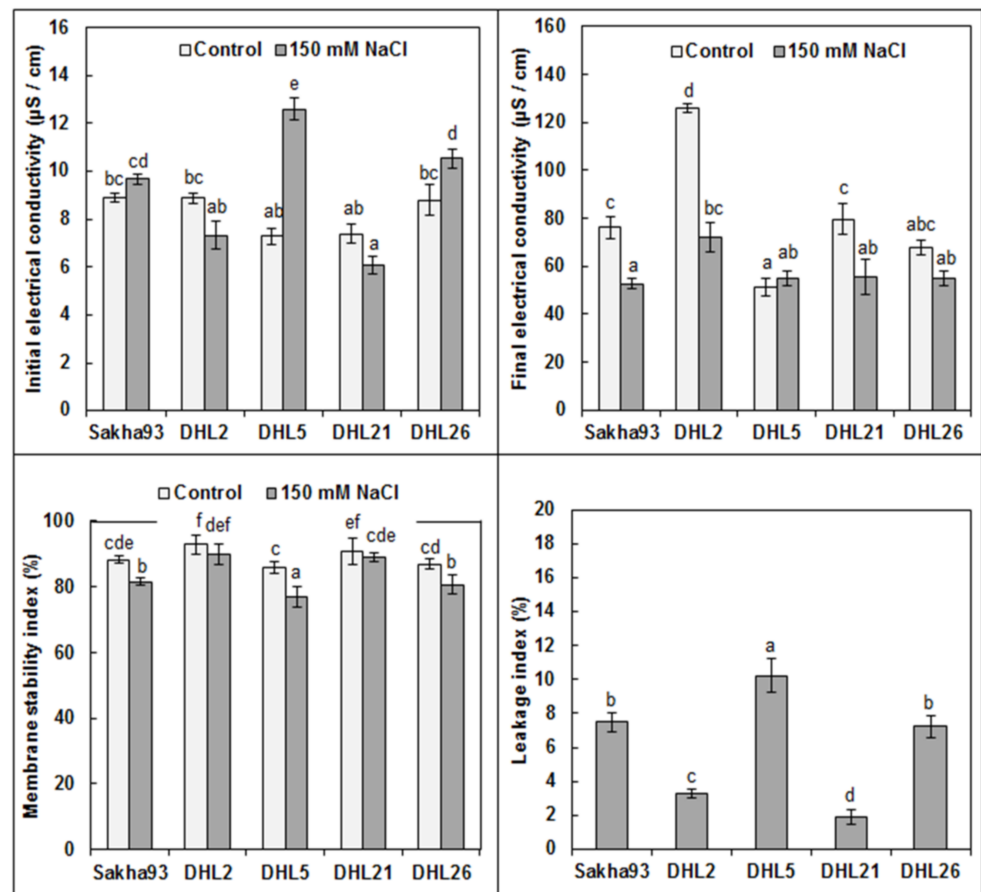 Initial electrical conductivity (µS / cm)
16
14
12
10
8
6
4
2
0
Control
150 mM NaCl
bc
cd
bc
ab
ab
e
ab
a
bc
d
Sakha93
DHL2
DHL5
DHL21
DHL26
Final electrical conductivity (µS / cm)
160
140
120
100
80
60
40
20
0
Control
150 mM NaCl
c
a
d
bc
a
ab
c
ab
abc
ab
Sakha93
DHL2
DHL5
DHL21
DHL26
Membrane stability index (%)
100
80
60
40
20
0
Control
150 mM NaCl
cde
b
f
def
c
a
ef
cde
cd
b
Sakha93
DHL2
DHL5
DHL21
DHL26
Leakage index (%)
20
18
16
14
12
10
8
6
4
2
0
b
c
a
d
b
Sakha93
DHL2
DHL5
DHL21
DHL26